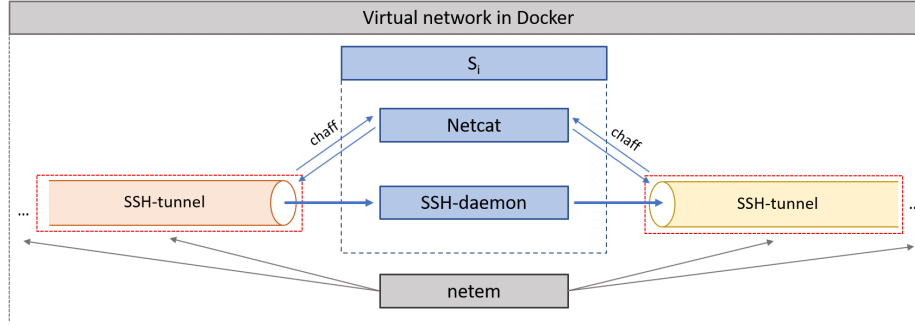 Virtual network in Docker
Sᵢ
Netcat
chaff
chaff
SSH-tunnel
SSH-daemon
SSH-tunnel
...
...
netem